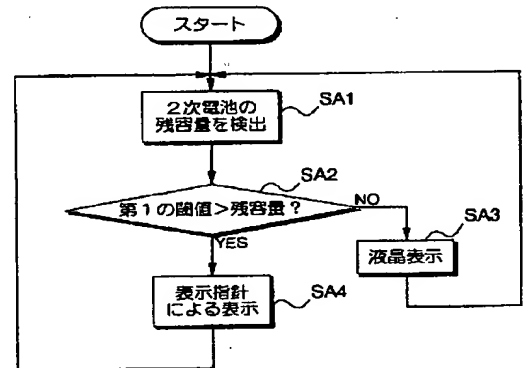 スタート
2次電池の
残容量を検出
SA1
SA2
第1の閾値>残容量?
NO
YES
SA3
液晶表示
表示指針
による表示
SA4